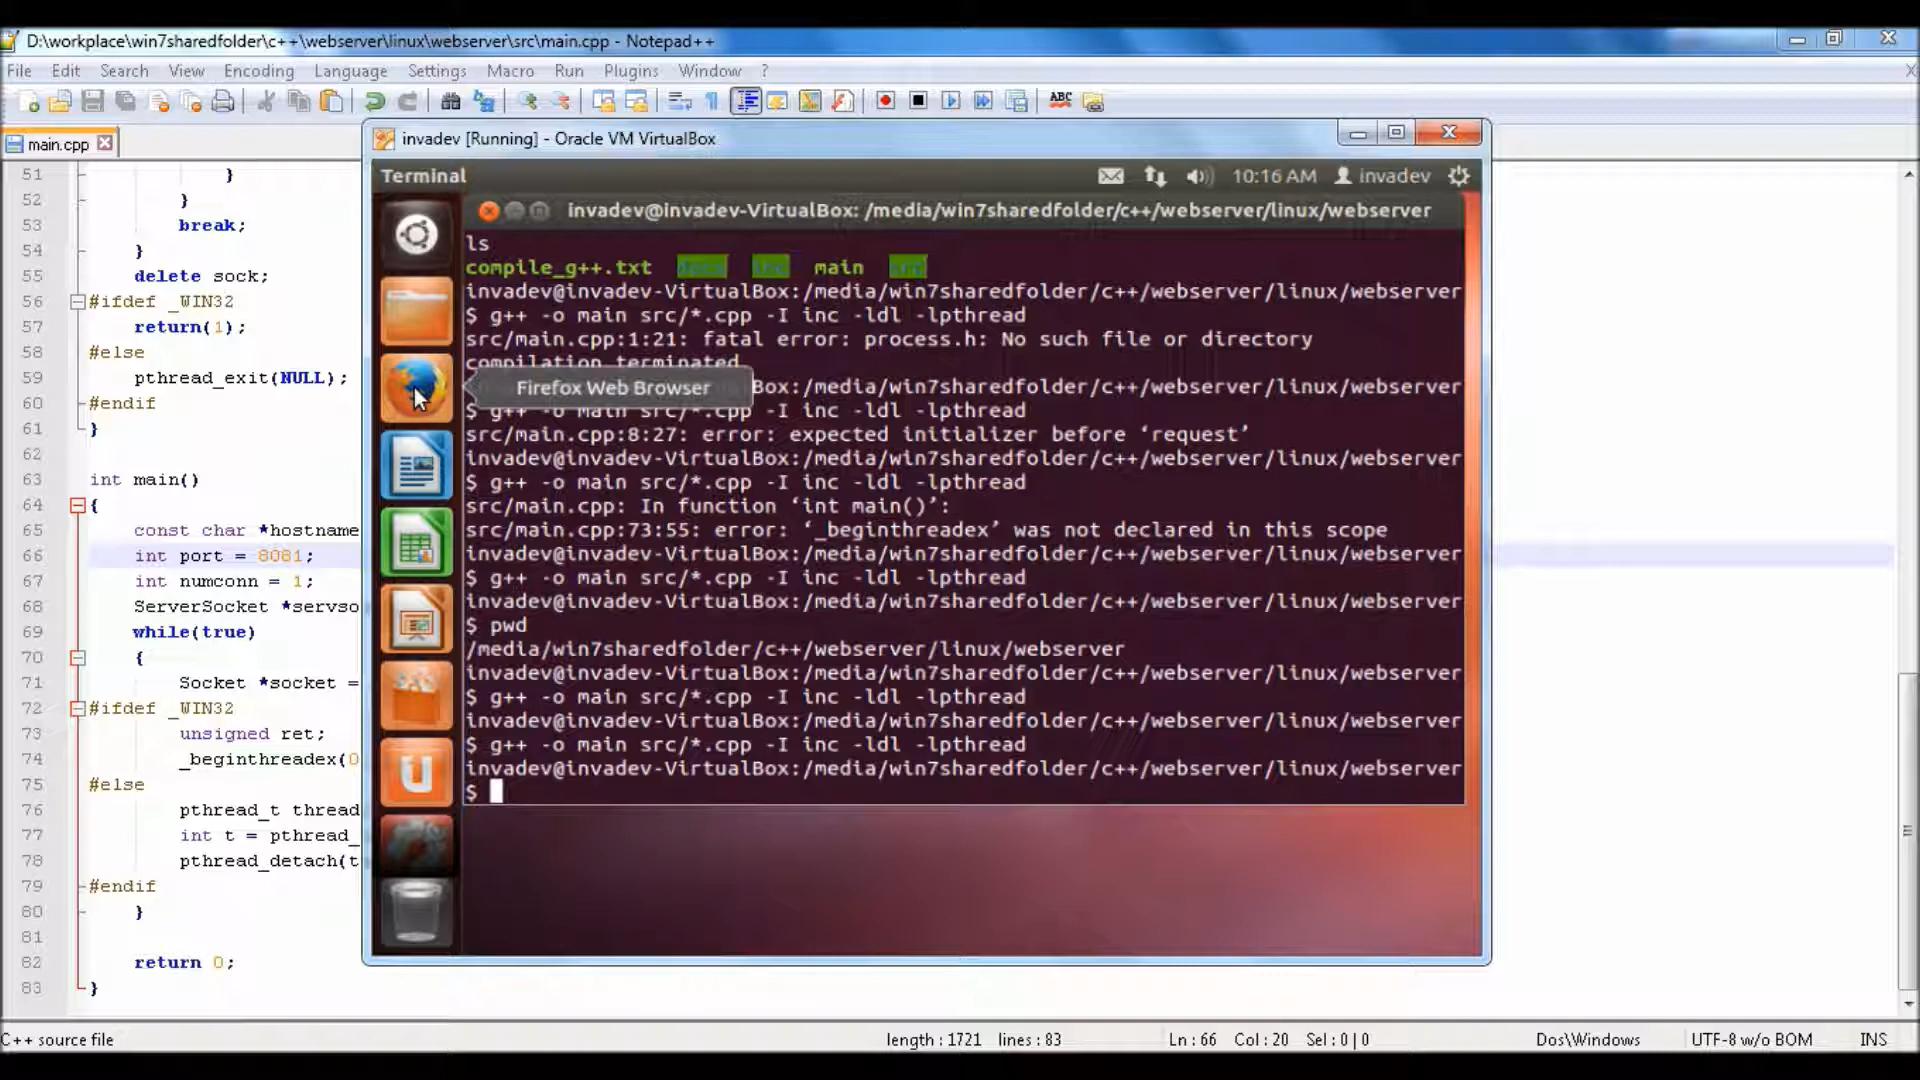 D:\workplace\win7sharedfolder\c++\webserver\linux\webserver\src\main.cpp - Notepad++
File Edit Search View Encoding Language Settings Macro Run Plugins Window ?
ABC
main.cpp
51 }
52 }
53 break;
54 }
55 delete sock;
56 #ifdef _WIN32
57 return(1);
58 #else
59 pthread_exit(NULL);
60 #endif
61 }
62
63 int main()
64 {
65 const char *hostname
66 int port = 8081;
67 int numconn = 1;
68 ServerSocket *servso
69 while(true)
70 {
71 Socket *socket =
72 #ifdef _WIN32
73 unsigned ret;
74 _beginthreadex(0
75 #else
76 pthread_t thread
77 int t = pthread_
78 pthread_detach(t
79 #endif
80 }
81
82 return 0;
83 }
invadev [Running] - Oracle VM VirtualBox
Terminal 10:16 AM invadev
invadev@invadev-VirtualBox: /media/win7sharedfolder/c++/webserver/linux/webserver
ls
compile_g++.txt main
invadev@invadev-VirtualBox:/media/win7sharedfolder/c++/webserver/linux/webserver
$ g++ -o main src/*.cpp -I inc -ldl -lpthread
src/main.cpp:1:21: fatal error: process.h: No such file or directory
compilation terminated.
Box:/media/win7sharedfolder/c++/webserver/linux/webserver
Firefox Web Browser
$ g++ -o main src/*.cpp -I inc -ldl -lpthread
src/main.cpp:8:27: error: expected initializer before ‘request’
invadev@invadev-VirtualBox:/media/win7sharedfolder/c++/webserver/linux/webserver
$ g++ -o main src/*.cpp -I inc -ldl -lpthread
src/main.cpp: In function ‘int main()’:
src/main.cpp:73:55: error: ‘_beginthreadex’ was not declared in this scope
invadev@invadev-VirtualBox:/media/win7sharedfolder/c++/webserver/linux/webserver
$ g++ -o main src/*.cpp -I inc -ldl -lpthread
invadev@invadev-VirtualBox:/media/win7sharedfolder/c++/webserver/linux/webserver
$ pwd
/media/win7sharedfolder/c++/webserver/linux/webserver
invadev@invadev-VirtualBox:/media/win7sharedfolder/c++/webserver/linux/webserver
$ g++ -o main src/*.cpp -I inc -ldl -lpthread
invadev@invadev-VirtualBox:/media/win7sharedfolder/c++/webserver/linux/webserver
$ g++ -o main src/*.cpp -I inc -ldl -lpthread
invadev@invadev-VirtualBox:/media/win7sharedfolder/c++/webserver/linux/webserver
$
C++ source file length : 1721 lines : 83 Ln : 66 Col : 20 Sel : 0 | 0 Dos\Windows UTF-8 w/o BOM INS